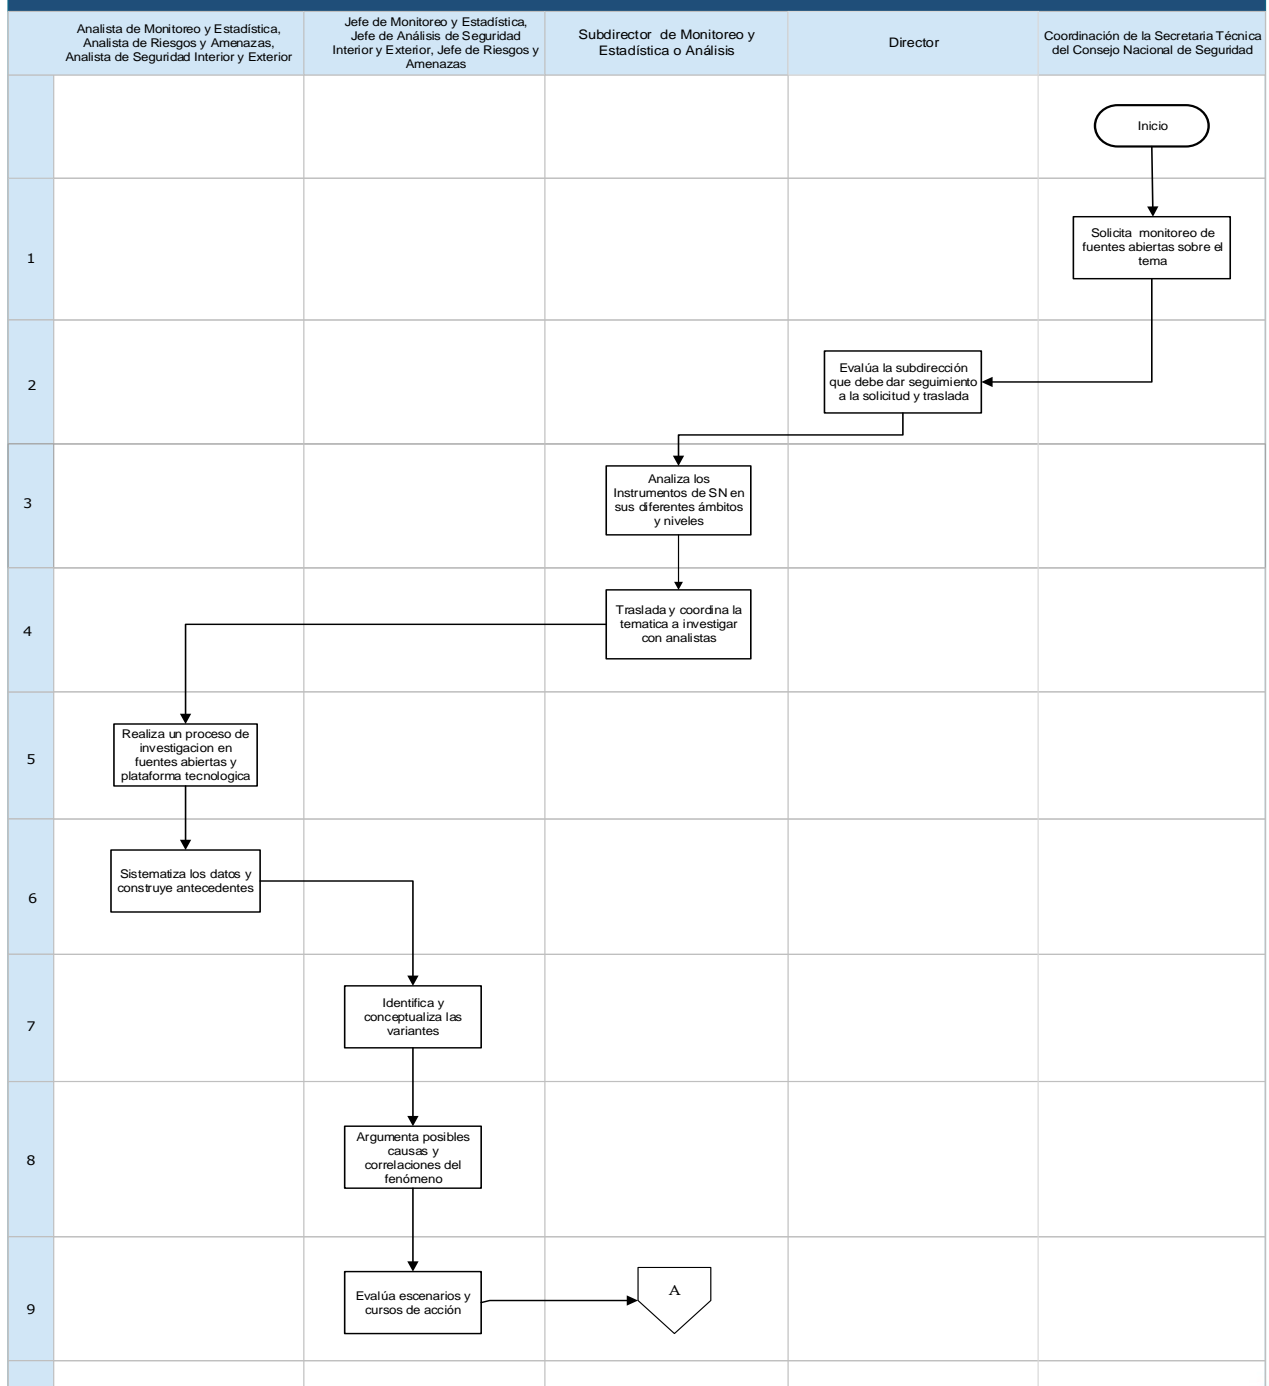 Analista de Monitoreo y Estadística,
Analista de Riesgos y Amenazas,
Analista de Seguridad Interior y Exterior
Jefe de Monitoreo y Estadística,
Jefe de Análisis de Seguridad
Interior y Exterior, Jefe de Riesgos y
Amenazas
Subdirector de Monitoreo y
Estadística o Análisis
Director
Coordinación de la Secretaria Técnica
del Consejo Nacional de Seguridad
Inicio
1
Solicita monitoreo de
fuentes abiertas sobre el
tema
2
Evalúa la subdirección
que debe dar seguimiento
a la solicitud y traslada
3
Analiza los
Instrumentos de SN en
sus diferentes ámbitos
y niveles
4
Traslada y coordina la
tematica a investigar
con analistas
5
Realiza un proceso de
investigacion en
fuentes abiertas y
plataforma tecnologica
6
Sistematiza los datos y
construye antecedentes
7
Identifica y
conceptualiza las
variantes
8
Argumenta posibles
causas y
correlaciones del
fenómeno
9
Evalúa escenarios y
cursos de acción
A